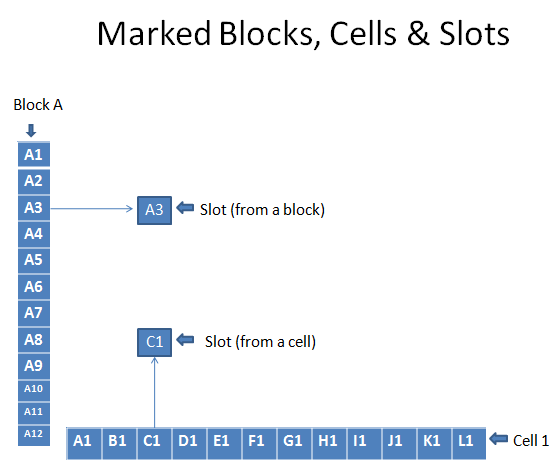 Marked Blocks, Cells & Slots
Block A
A1
A2
A3
A3
Slot (from a block)
A4
A5
A6
A7
A8
C1
Slot (from a cell)
A9
A10
A11
A12
A1 B1 C1 D1 E1 F1 G1 H1 I1 J1 K1 L1
Cell 1